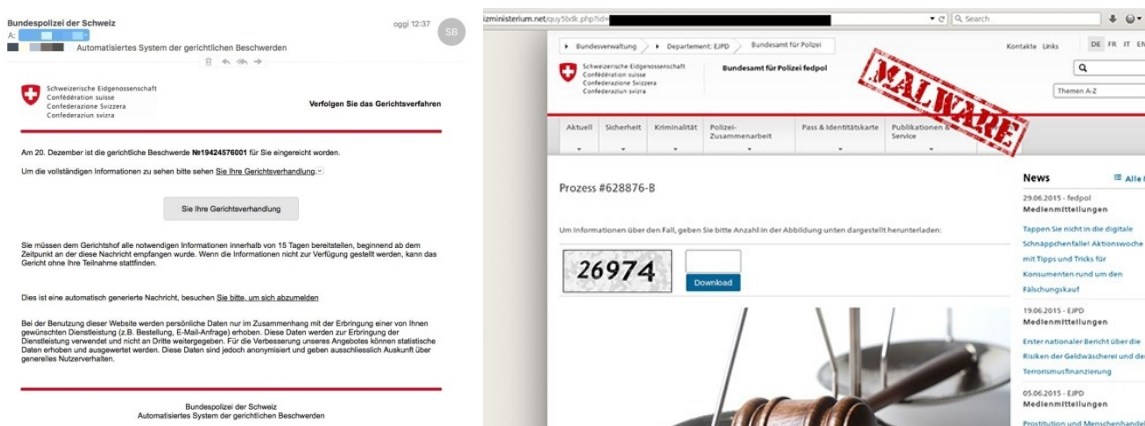 Bundespolizei der Schweiz
oggi 12:37
SB
A:
Automatisiertes System der gerichtlichen Beschwerden
Schweizerische Eidgenossenschaft
Confédération suisse
Confederazione Svizzera
Confederaziun svizra
Verfolgen Sie das Gerichtsverfahren
Am 20. Dezember ist die gerichtliche Beschwerde №19424576001 für Sie eingereicht worden.
Um die vollständigen Informationen zu sehen bitte sehen Sie Ihre Gerichtsverhandlung.
Sie Ihre Gerichtsverhandlung
Sie müssen dem Gerichtshof alle notwendigen Informationen innerhalb von 15 Tagen bereitstellen, beginnend ab dem
Zeitpunkt an der diese Nachricht empfangen wurde. Wenn die Informationen nicht zur Verfügung gestellt werden, kann das
Gericht ohne Ihre Teilnahme stattfinden.
Dies ist eine automatisch generierte Nachricht, besuchen Sie bitte, um sich abzumelden
Bei der Benutzung dieser Website werden persönliche Daten nur im Zusammenhang mit der Erbringung einer von Ihnen
gewünschten Dienstleistung (z.B. Bestellung, E-Mail-Anfrage) erhoben. Diese Daten werden zur Erbringung der
Dienstleistung verwendet und nicht an Dritte weitergegeben. Für die Verbesserung unseres Angebotes können statistische
Daten erhoben und ausgewertet werden. Diese Daten sind jedoch anonymisiert und geben ausschliesslich Auskunft über
generelles Nutzerverhalten.
Bundespolizei der Schweiz
Automatisiertes System der gerichtlichen Beschwerden
izministerium.net/quy5bdk.php?id=
Search
Bundesverwaltung
Departement: EJPD
Bundesamt für Polizei
Kontakte Links
DE FR IT EN
Schweizerische Eidgenossenschaft
Confédération suisse
Confederazione Svizzera
Confederaziun svizra
Bundesamt für Polizei fedpol
MALWARE
Themen A-Z
Aktuell
Sicherheit
Kriminalität
Polizei-
Zusammenarbeit
Pass & Identitätskarte
Publikationen &
Service
Prozess #628876-B
Um Informationen über den Fall, geben Sie bitte Anzahl in der Abbildung unten dargestellt herunterladen:
26974
Download
News
Alle
29.06.2015 - fedpol
Medienmitteilungen
Tappen Sie nicht in die digitale
Schnäppchenfalle! Aktionswoche
mit Tipps und Tricks für
Konsumenten rund um den
Fälschungskauf
19.06.2015 - EJPD
Medienmitteilungen
Erster nationaler Bericht über die
Risiken der Geldwäscherei und der
Terrorismusfinanzierung
05.06.2015 - EJPD
Medienmitteilungen
Prostitution und Menschenhandel